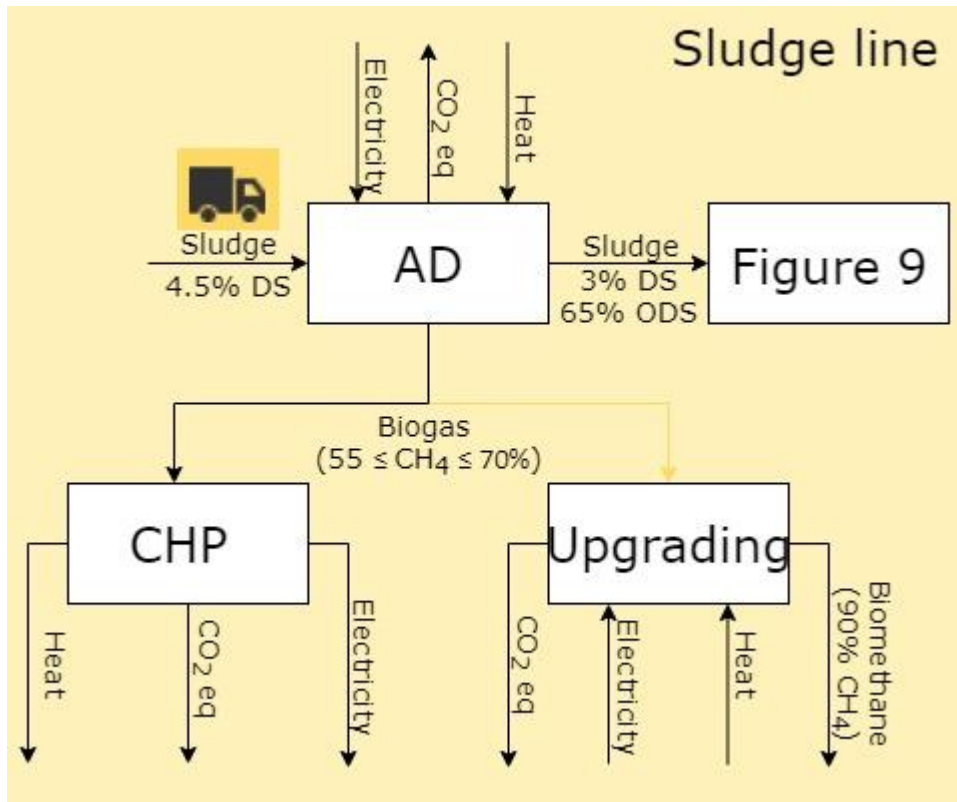 Sludge line
Electricity
CO₂ eq
Heat
Sludge
4.5% DS
AD
Sludge
3% DS
65% ODS
Figure 9
Biogas
(55 ≤ CH₄ ≤ 70%)
CHP
Upgrading
Heat
CO₂ eq
Electricity
CO₂ eq
Electricity
Heat
Biomethane
(90% CH₄)